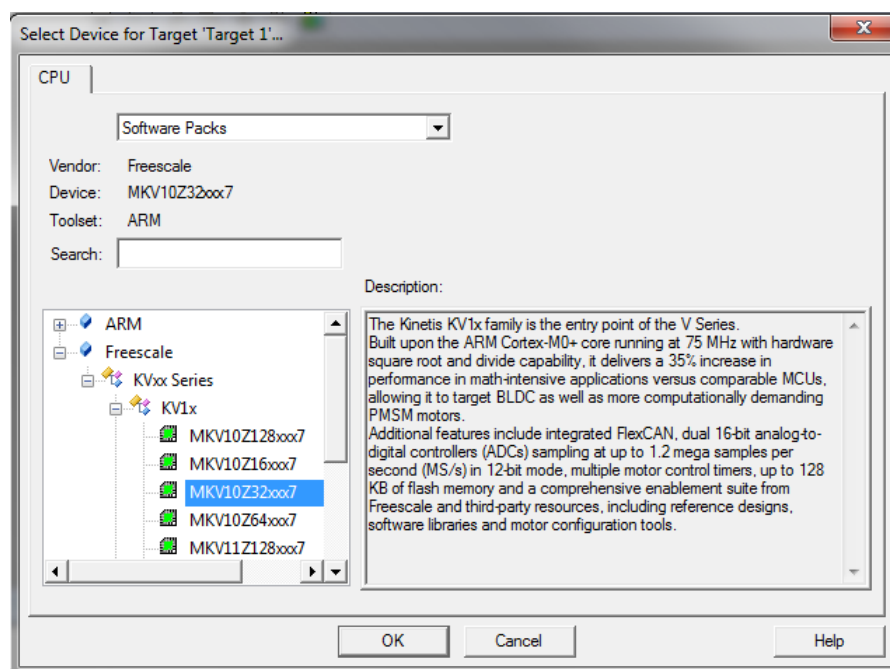 Select Device for Target 'Target 1'...
CPU
Software Packs
Vendor: Freescale
Device: MKV10Z32xxx7
Toolset: ARM
Search:
Description:
ARM
Freescale
KVxx Series
KV1x
MKV10Z128xxx7
MKV10Z16xxx7
MKV10Z32xxx7
MKV10Z64xxx7
MKV11Z128xxx7
The Kinetis KV1x family is the entry point of the V Series.
Built upon the ARM Cortex-M0+ core running at 75 MHz with hardware
square root and divide capability, it delivers a 35% increase in
performance in math-intensive applications versus comparable MCUs,
allowing it to target BLDC as well as more computationally demanding
PMSM motors.
Additional features include integrated FlexCAN, dual 16-bit analog-to-
digital controllers (ADCs) sampling at up to 1.2 mega samples per
second (MS/s) in 12-bit mode, multiple motor control timers, up to 128
KB of flash memory and a comprehensive enablement suite from
Freescale and third-party resources, including reference designs,
software libraries and motor configuration tools.
OK
Cancel
Help